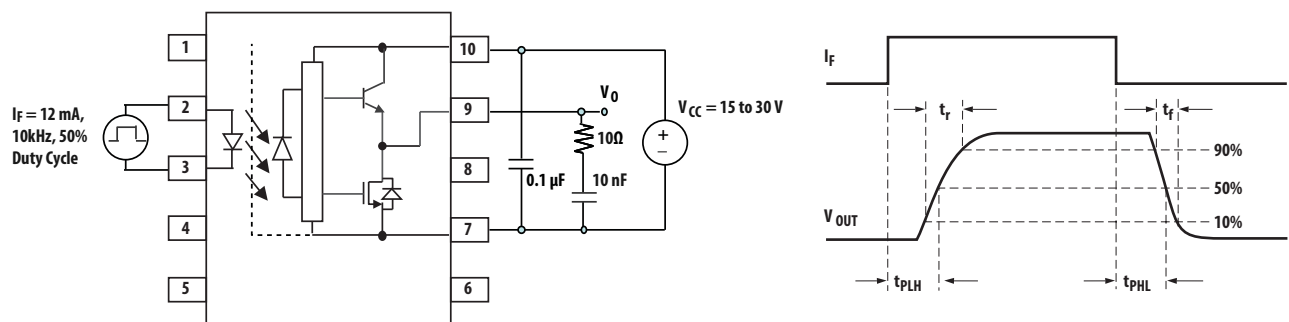 1
2
3
4
5
10
9
8
7
6
I_F = 12 mA,
10kHz, 50%
Duty Cycle
V_O
10Ω
0.1 µF
10 nF
V_CC = 15 to 30 V
+
−
I_F
t_r
t_f
90%
50%
10%
V_OUT
t_PLH
t_PHL